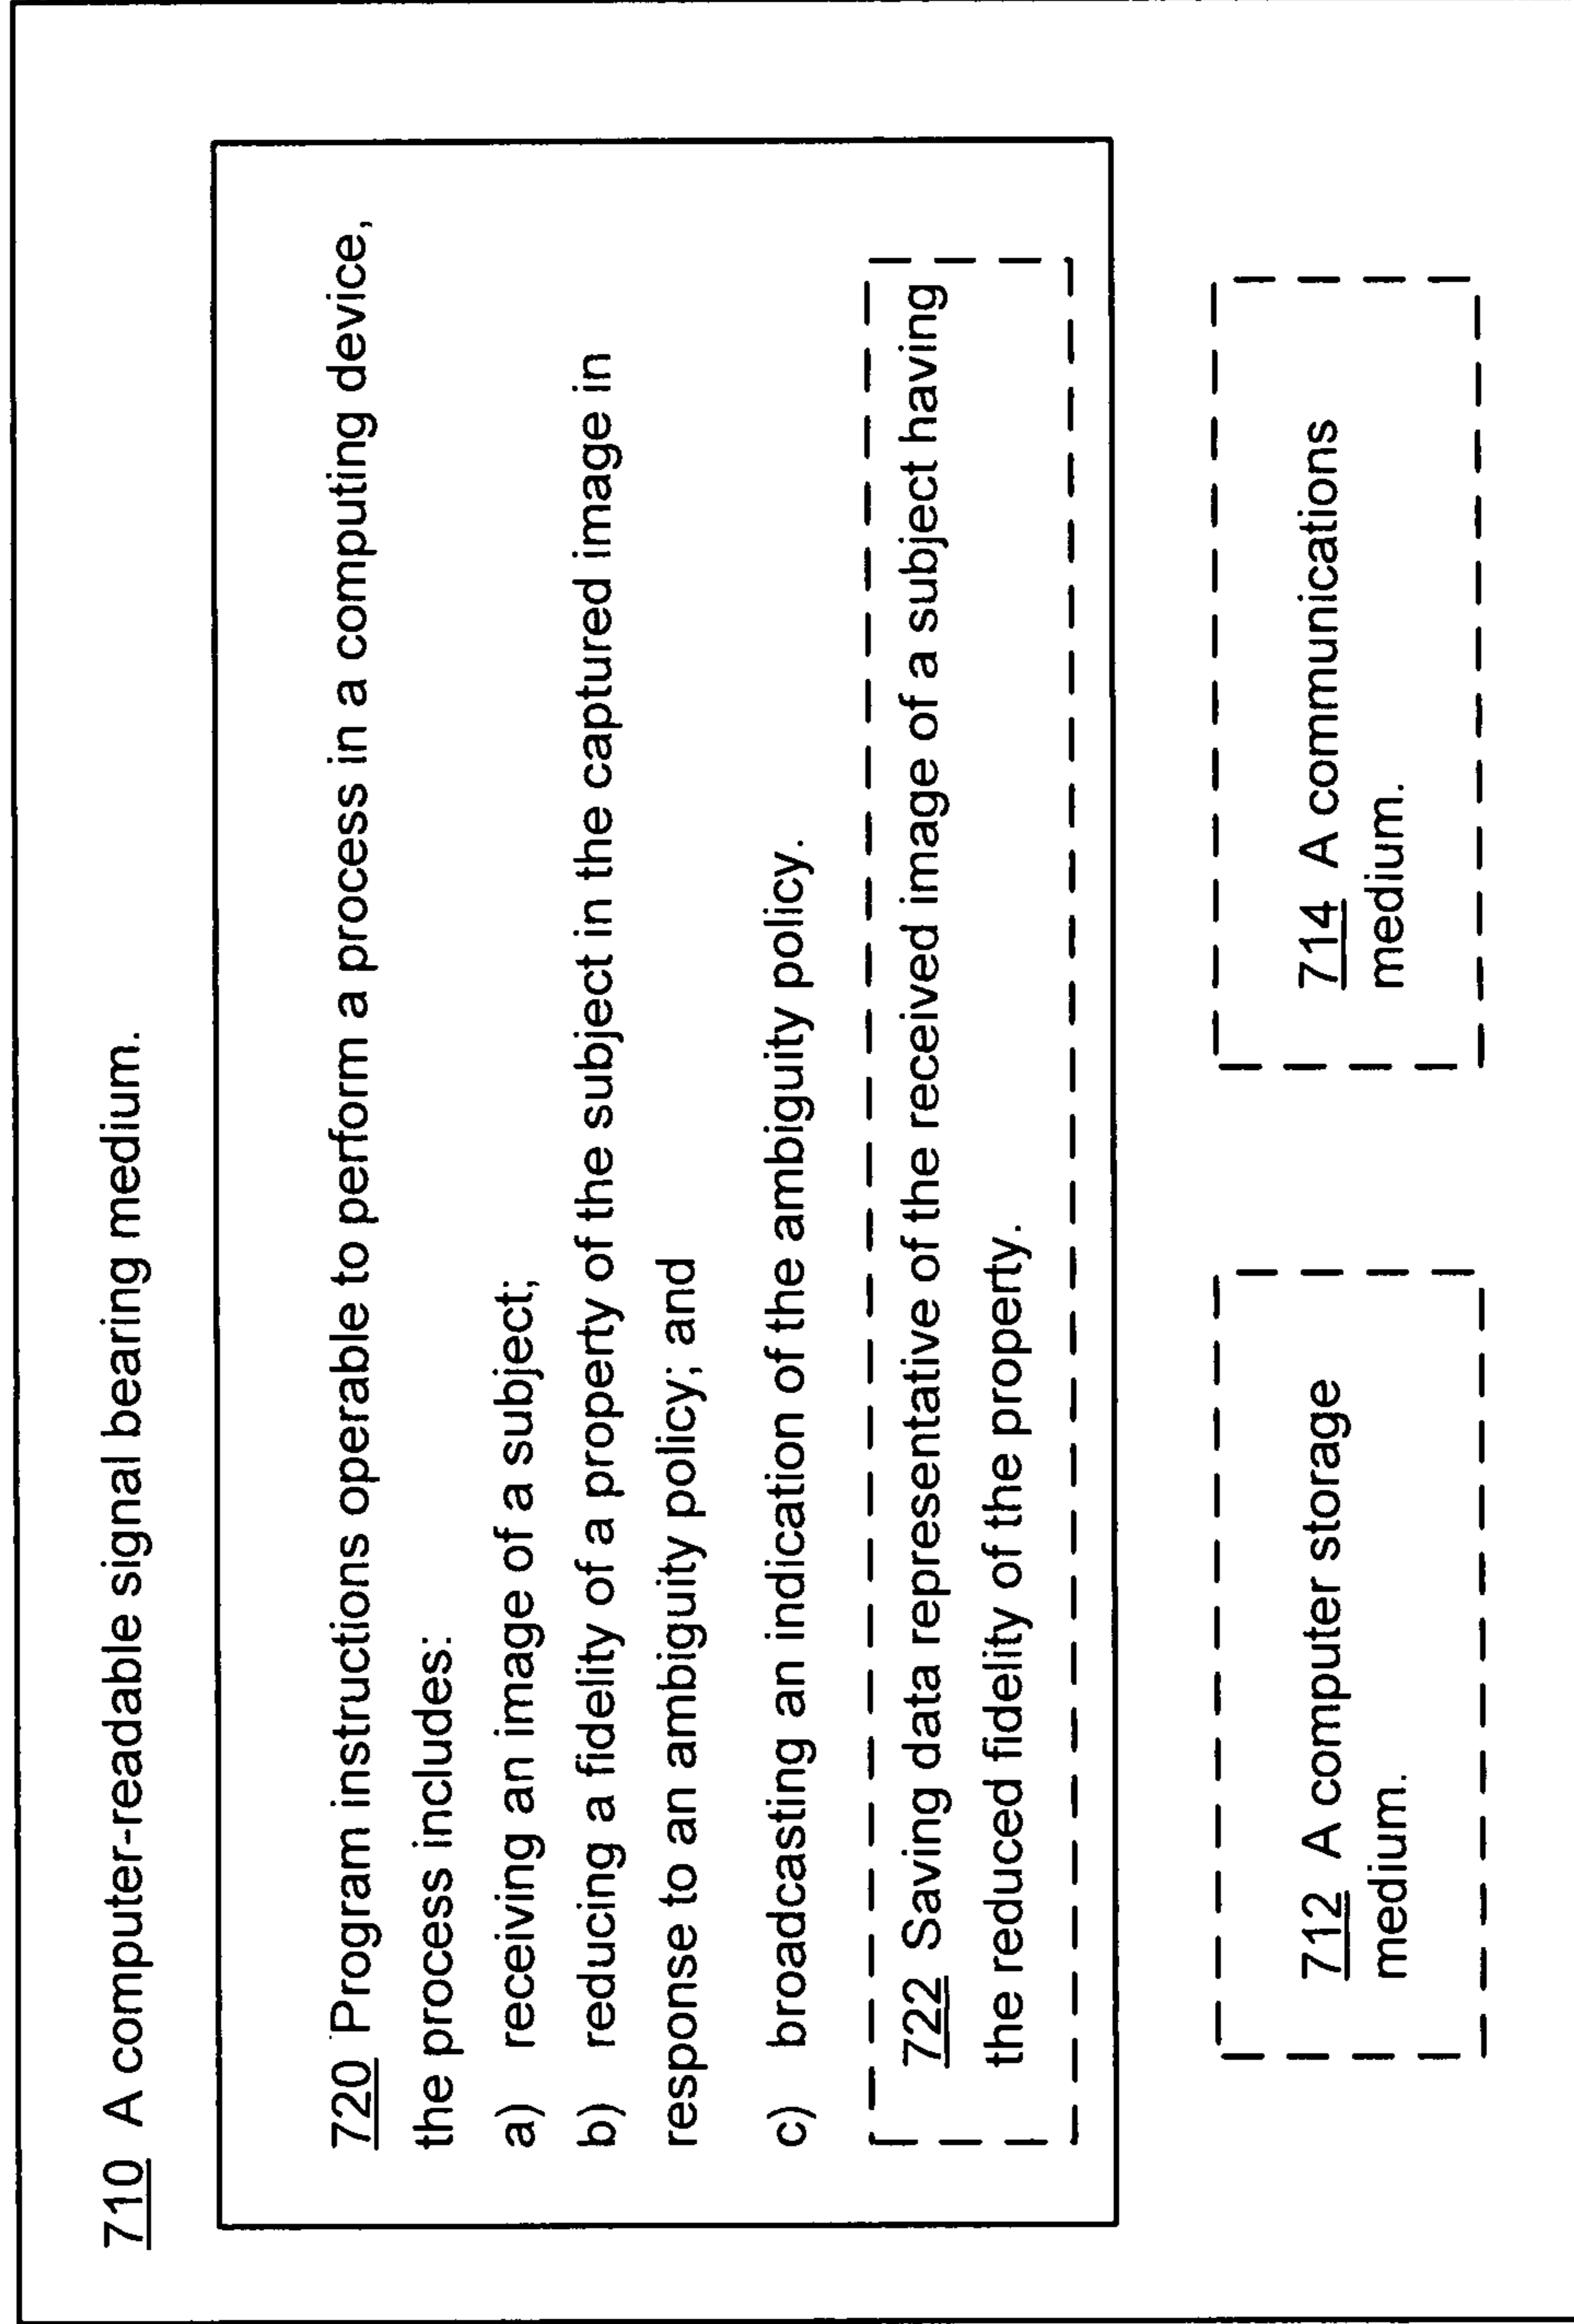 710 A computer-readable signal bearing medium.
720 Program instructions operable to perform a process in a computing device,
the process includes:
a) receiving an image of a subject;
b) reducing a fidelity of a property of the subject in the captured image in
response to an ambiguity policy; and
c) broadcasting an indication of the ambiguity policy.
722 Saving data representative of the received image of a subject having
the reduced fidelity of the property.
712 A computer storage
medium.
714 A communications
medium.